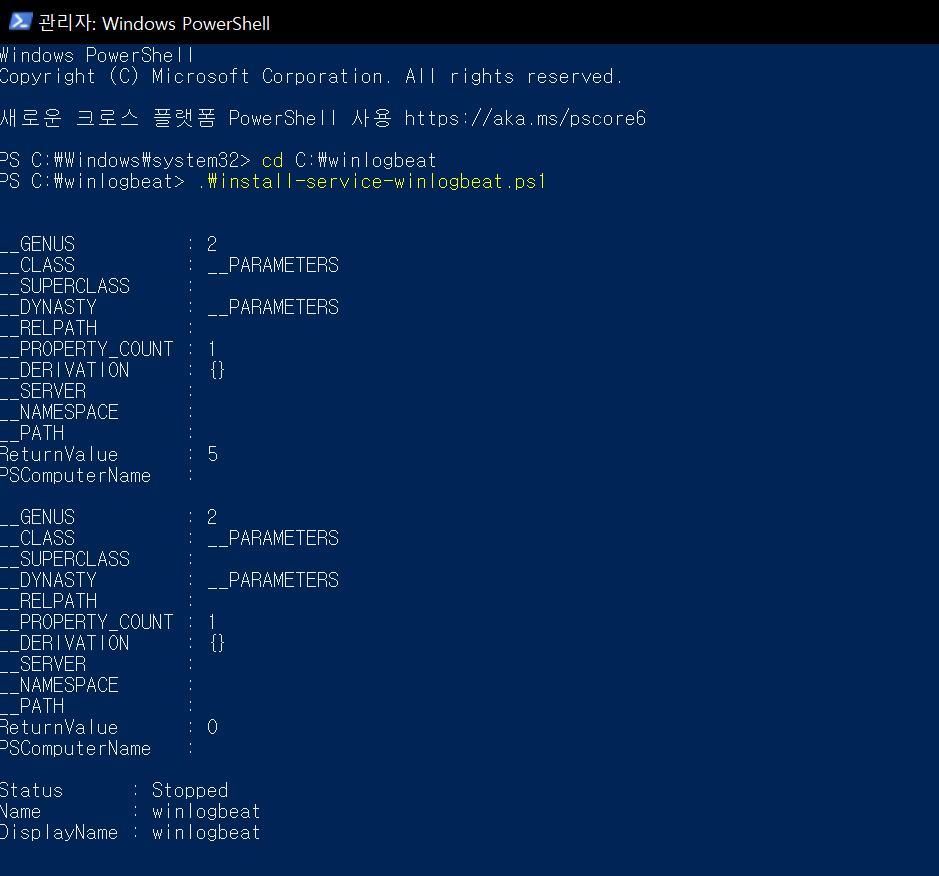 관리자: Windows PowerShell
Windows PowerShell
Copyright (C) Microsoft Corporation. All rights reserved.
새로운 크로스 플랫폼 PowerShell 사용 https://aka.ms/pscore6
PS C:₩Windows₩system32> cd C:₩winlogbeat
PS C:₩winlogbeat> .₩install-service-winlogbeat.ps1
__GENUS : 2
__CLASS : __PARAMETERS
__SUPERCLASS :
__DYNASTY : __PARAMETERS
__RELPATH :
__PROPERTY_COUNT : 1
__DERIVATION : {}
__SERVER :
__NAMESPACE :
__PATH :
ReturnValue : 5
PSComputerName :
__GENUS : 2
__CLASS : __PARAMETERS
__SUPERCLASS :
__DYNASTY : __PARAMETERS
__RELPATH :
__PROPERTY_COUNT : 1
__DERIVATION : {}
__SERVER :
__NAMESPACE :
__PATH :
ReturnValue : 0
PSComputerName :
Status : Stopped
Name : winlogbeat
DisplayName : winlogbeat